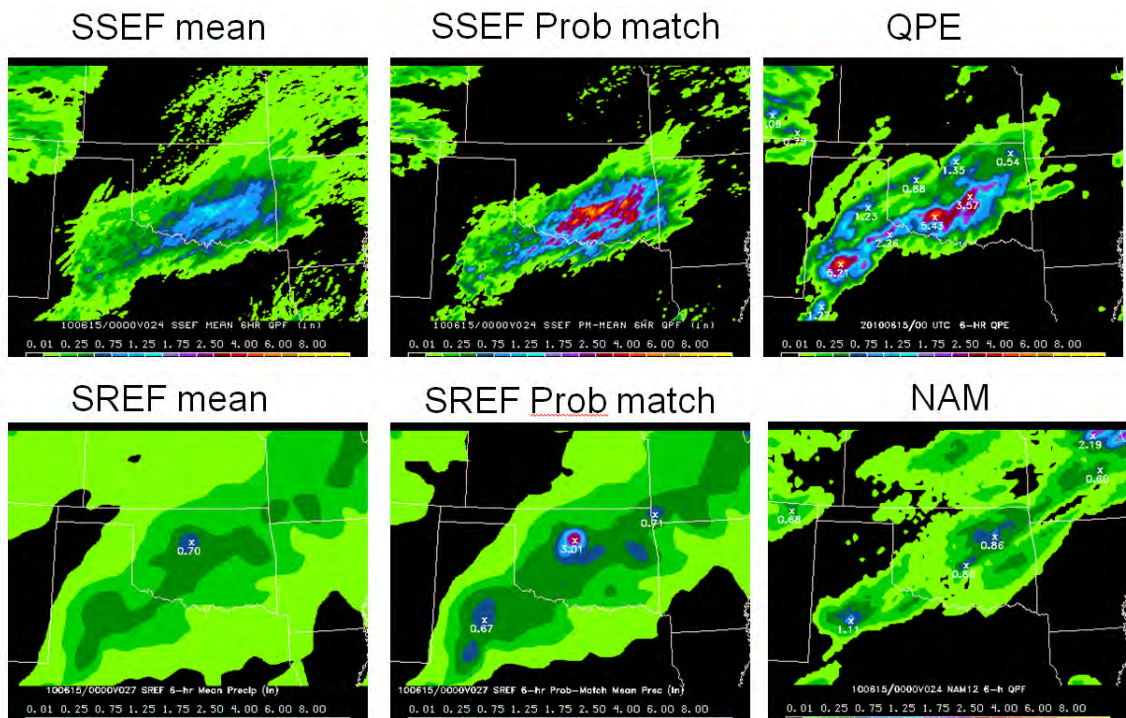 SSEF mean
SSEF Prob match
QPE
100615/0000V024 SSEF MEAN 6HR QPF (in)
0.01 0.25 0.75 1.25 1.75 2.50 4.00 6.00 8.00
100615/0000V024 SSEF PM-MEAN 6HR QPF (in)
0.01 0.25 0.75 1.25 1.75 2.50 4.00 6.00 8.00
.09
1.35
0.54
0.88
1.23
3.57
5.43
2.26
5.21
20100615/00 UTC 6-HR QPE
0.01 0.25 0.75 1.25 1.75 2.50 4.00 6.00 8.00
SREF mean
SREF Prob match
NAM
0.70
100615/0000V027 SREF 6-hr Mean Precip (in)
0.01 0.25 0.75 1.25 1.75 2.50 4.00 6.00 8.00
0.71
3.01
0.67
100615/0000V027 SREF 6-hr Prob-Match Mean Prec (in)
0.01 0.25 0.75 1.25 1.75 2.50 4.00 6.00 8.00
2.19
0.60
0.68
0.86
1.11
100615/0000V024 NAM12 6-h QPF
0.01 0.25 0.75 1.25 1.75 2.50 4.00 6.00 8.00